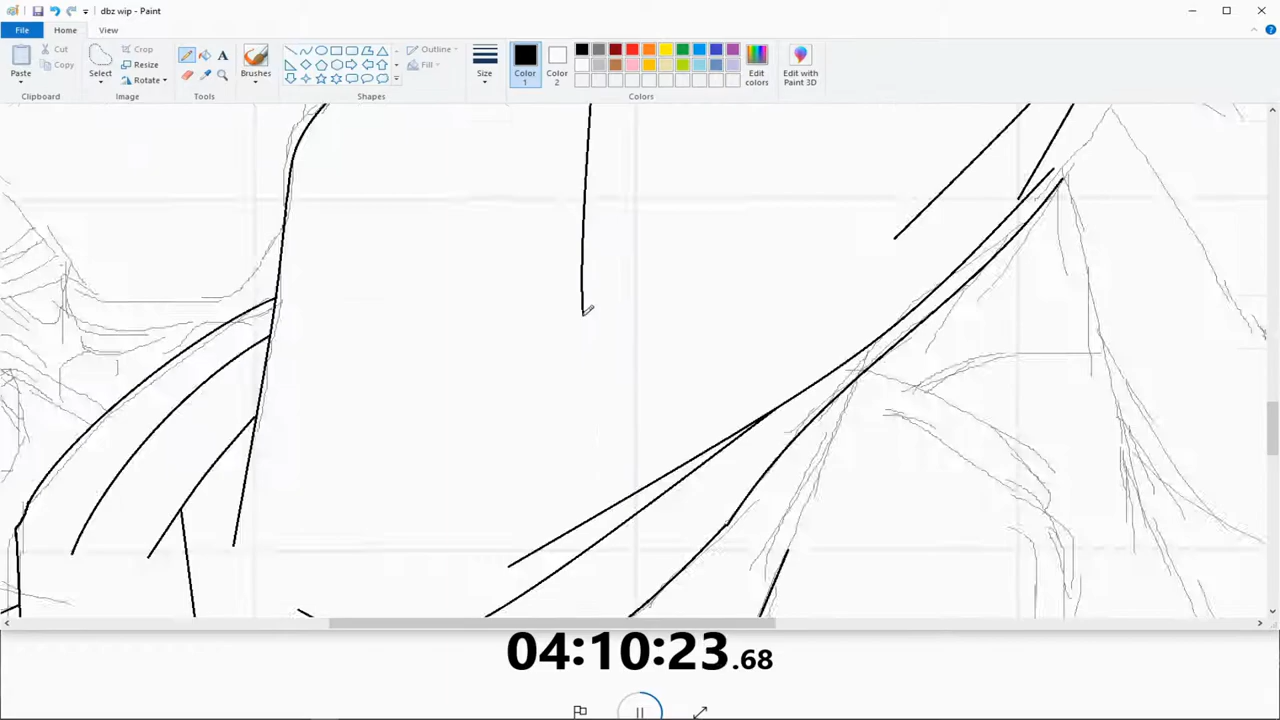 dbz wip - Paint
File
Home
View
Paste
Cut
Copy
Clipboard
Select
Crop
Resize
Rotate
Image
A
Tools
Brushes
Outline
Fill
Shapes
Size
Color 1
Color 2
Edit colors
Edit with Paint 3D
Colors
04:10:23.68